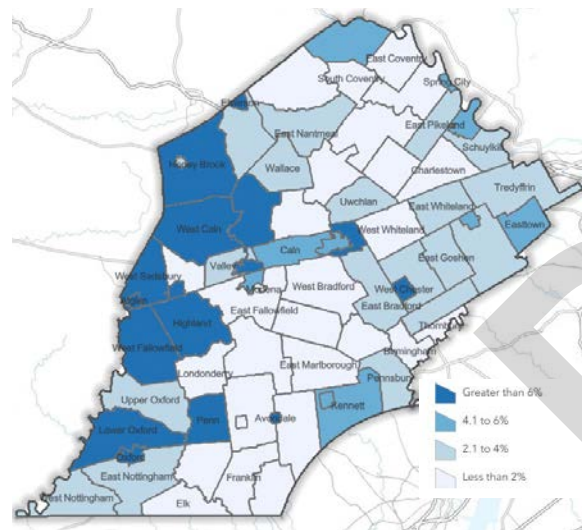 East Coventry
South Coventry
Spring City
Elverson
East Pikeland
East Nantmeal
Schuylkill
Honey Brook
Wallace
Charlestown
Tredyffrin
Uwchlan
East Whiteland
Easttown
West Caln
West Whiteland
Caln
Valley
East Goshen
West Sadsbury
Modena
West Bradford
West Chester
Atglen
East Bradford
Highland
East Fallowfield
Thornbury
West Fallowfield
Birmingham
Londonderry
East Marlborough
Pennsbury
Greater than 6%
Upper Oxford
Kennett
4.1 to 6%
Penn
Avondale
Lower Oxford
2.1 to 4%
Oxford
East Nottingham
Franklin
Less than 2%
West Nottingham
Elk